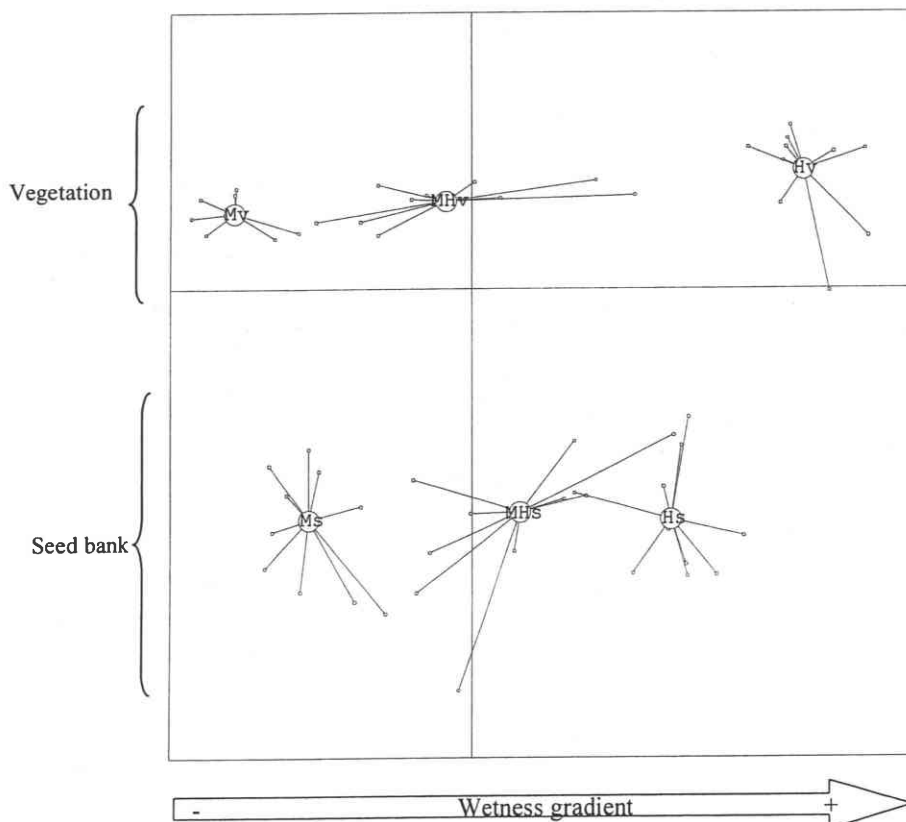 Vegetation
Mv
MHv
Hv
Seed bank
Ms
MHs
Hs
- Wetness gradient +